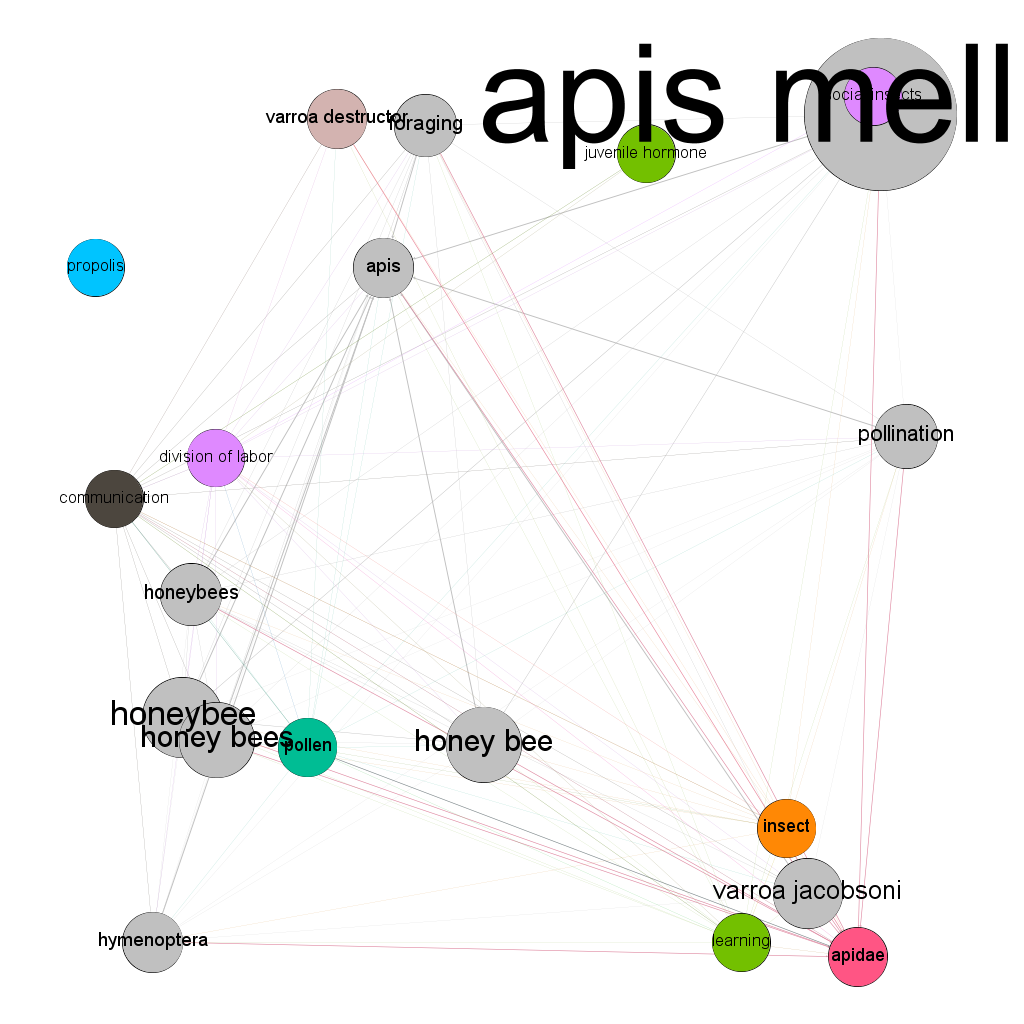 apis mell
social insects
varroa destructor
foraging
juvenile hormone
propolis
apis
pollination
division of labor
communication
honeybees
honeybee
honey bees
pollen
honey bee
insect
varroa jacobsoni
hymenoptera
learning
apidae